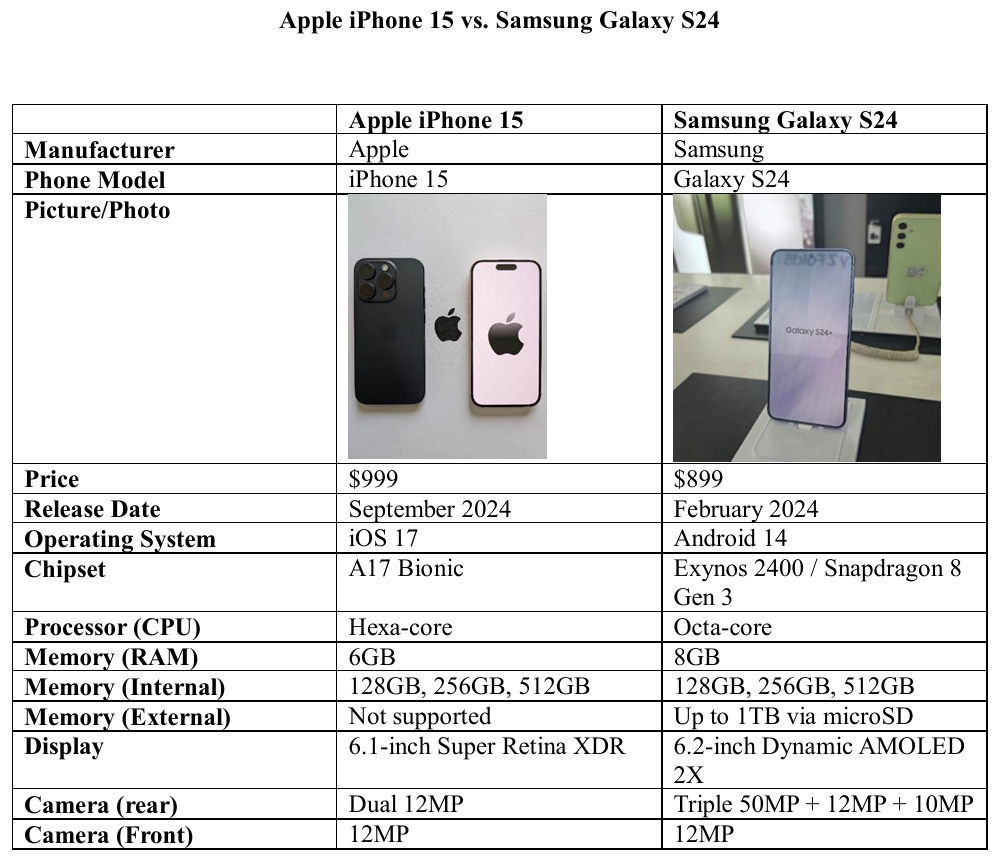 Apple iPhone 15 vs. Samsung Galaxy S24
Apple iPhone 15 Samsung Galaxy S24
Manufacturer Apple Samsung
Phone Model iPhone 15 Galaxy S24
Picture/Photo
Galaxy S24+
Price $999 $899
Release Date September 2024 February 2024
Operating System iOS 17 Android 14
Chipset A17 Bionic Exynos 2400 / Snapdragon 8
Gen 3
Processor (CPU) Hexa-core Octa-core
Memory (RAM) 6GB 8GB
Memory (Internal) 128GB, 256GB, 512GB 128GB, 256GB, 512GB
Memory (External) Not supported Up to 1TB via microSD
Display 6.1-inch Super Retina XDR 6.2-inch Dynamic AMOLED
2X
Camera (rear) Dual 12MP Triple 50MP + 12MP + 10MP
Camera (Front) 12MP 12MP